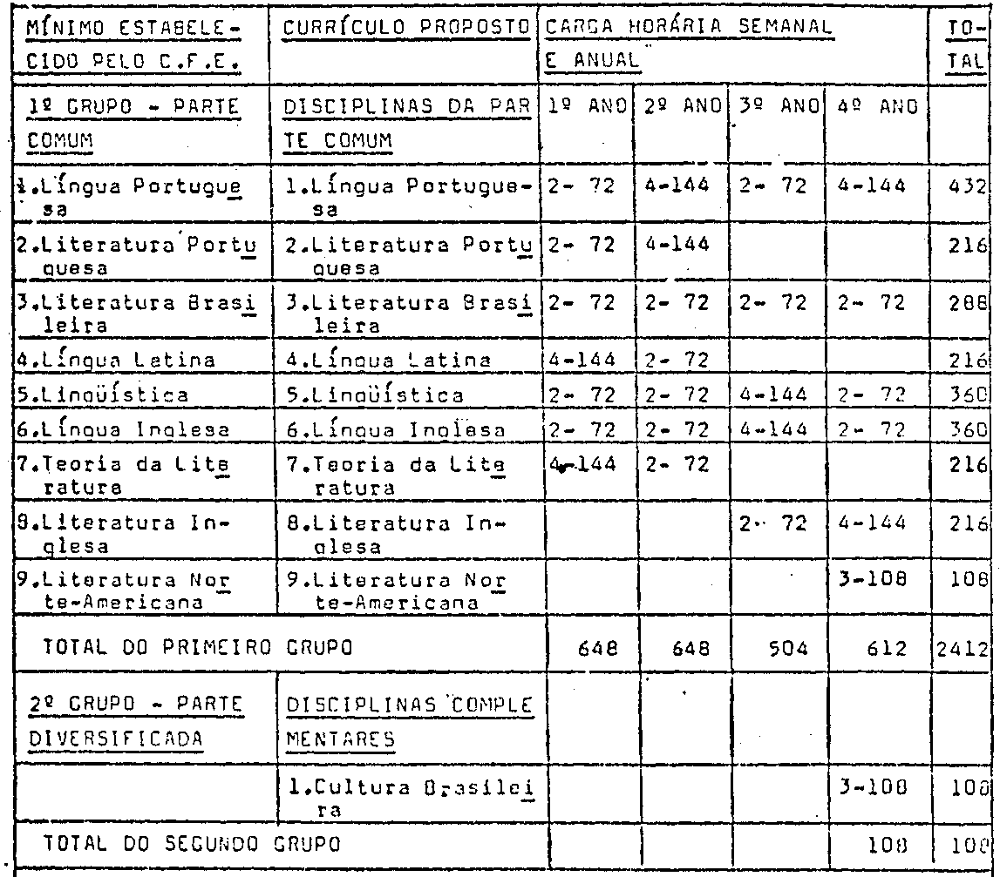 MÍNIMO ESTABELE- CURRÍCULO PROPOSTO CARGA HORÁRIA SEMANAL TO-
CIDO PELO C.F.E. E ANUAL TAL
1º GRUPO - PARTE DISCIPLINAS DA PAR 1º ANO 2º ANO 3º ANO 4º ANO
COMUM TE COMUM
1.Língua Portugue 1.Língua Portugue- 2- 72 4-144 2- 72 4-144 432
sa sa
2.Literatura Portu 2.Literatura Portu 2- 72 4-144 216
guesa guesa
3.Literatura Brasi 3.Literatura Brasi 2- 72 2- 72 2- 72 2- 72 288
leira leira
4.Língua Latina 4.Língua Latina 4-144 2- 72 216
5.Lingüística 5.Lingüística 2- 72 2- 72 4-144 2- 72 360
6.Língua Inglesa 6.Língua Inglesa 2- 72 2- 72 4-144 2- 72 360
7.Teoria da Lite 7.Teoria da Lite 4-144 2- 72 216
ratura ratura
8.Literatura In- 8.Literatura In- 2- 72 4-144 216
glesa glesa
9.Literatura Nor 9.Literatura Nor 3-108 108
te-Americana te-Americana
TOTAL DO PRIMEIRO GRUPO 648 648 504 612 2412
2º GRUPO - PARTE DISCIPLINAS COMPLE
DIVERSIFICADA MENTARES
1.Cultura Brasilei 3-108 108
ra
TOTAL DO SEGUNDO GRUPO 108 108